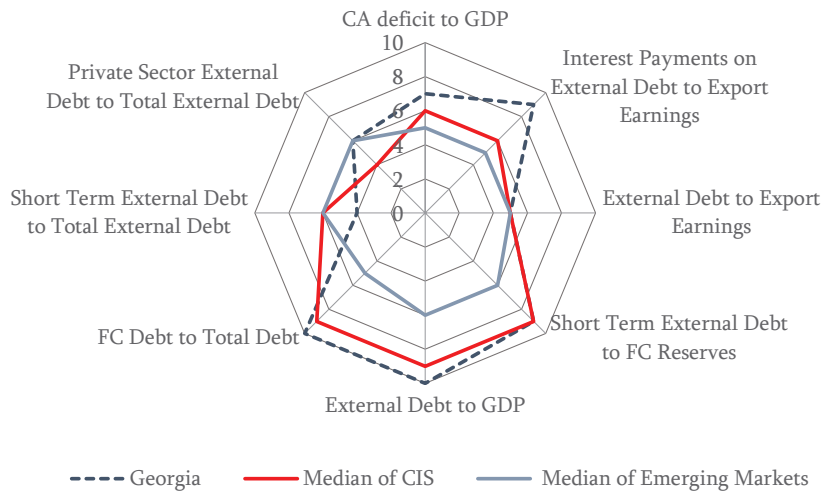 CA deficit to GDP
10
8
6
4
2
0
Interest Payments on
External Debt to Export
Earnings
External Debt to Export
Earnings
Short Term External Debt
to FC Reserves
External Debt to GDP
FC Debt to Total Debt
Short Term External Debt
to Total External Debt
Private Sector External
Debt to Total External Debt
Georgia
Median of CIS
Median of Emerging Markets